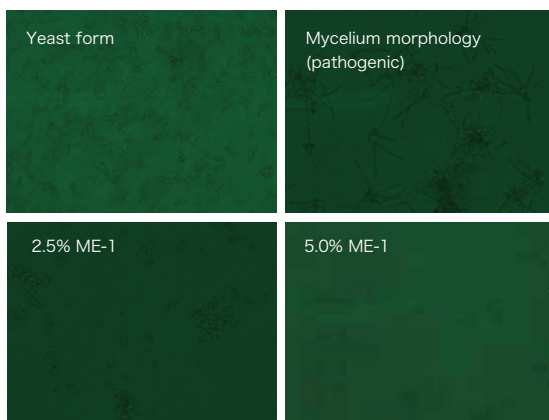 Yeast form
Mycelium morphology
(pathogenic)
2.5% ME-1
5.0% ME-1